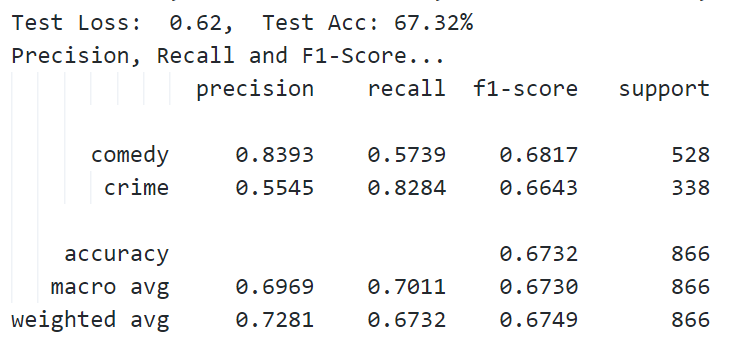 Test Loss:  0.62,  Test Acc: 67.32%
Precision, Recall and F1-Score...
precision    recall  f1-score   support
comedy     0.8393    0.5739    0.6817       528
crime     0.5545    0.8284    0.6643       338
accuracy                         0.6732       866
macro avg     0.6969    0.7011    0.6730       866
weighted avg     0.7281    0.6732    0.6749       866